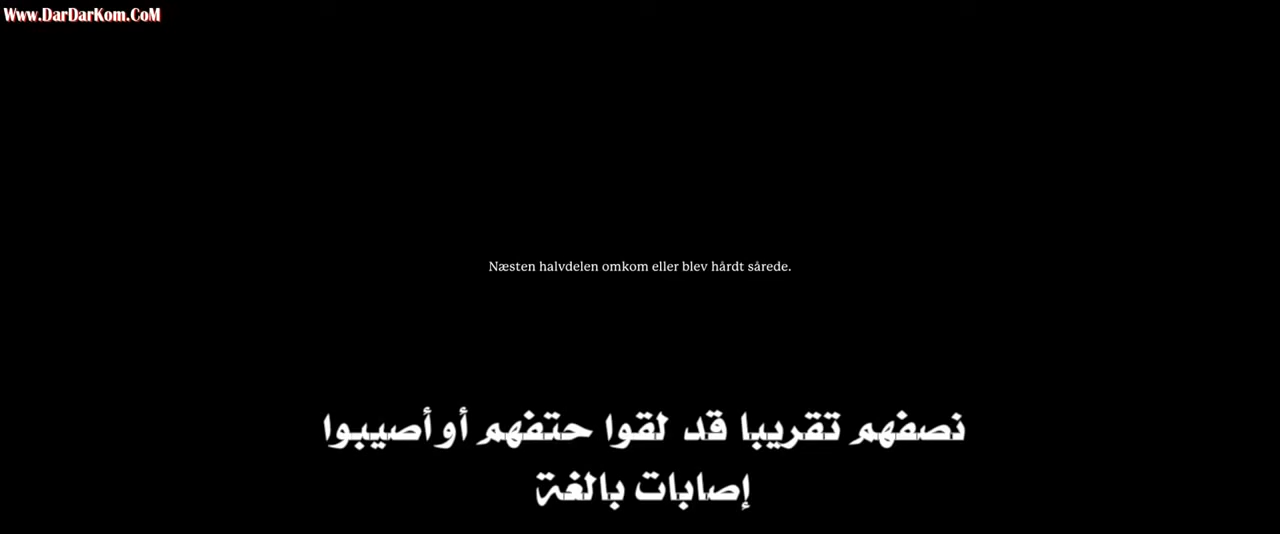 Www.DarDarKom.CoM
Næsten halvdelen omkom eller blev hårdt sårede.
نصفهم تقريبا قد لقوا حتفهم أو أصيبوا
إصابات بالغة